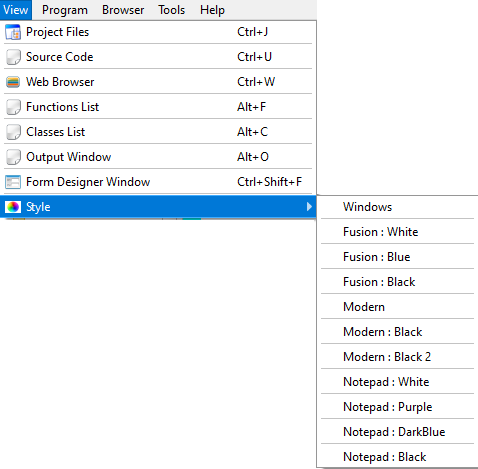 View Program Browser Tools Help
Project Files Ctrl+J
Source Code Ctrl+U
Web Browser Ctrl+W
Functions List Alt+F
Classes List Alt+C
Output Window Alt+O
Form Designer Window Ctrl+Shift+F
Style
Windows
Fusion : White
Fusion : Blue
Fusion : Black
Modern
Modern : Black
Modern : Black 2
Notepad : White
Notepad : Purple
Notepad : DarkBlue
Notepad : Black